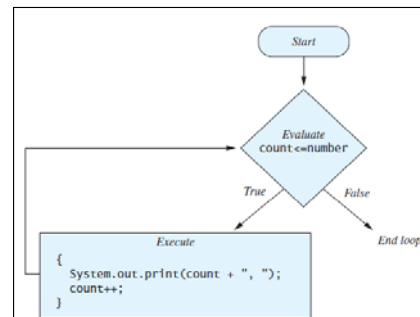 Start
Evaluate
count<=number
True
False
End loop
Execute
{
System.out.print(count + ", ");
count++;
}